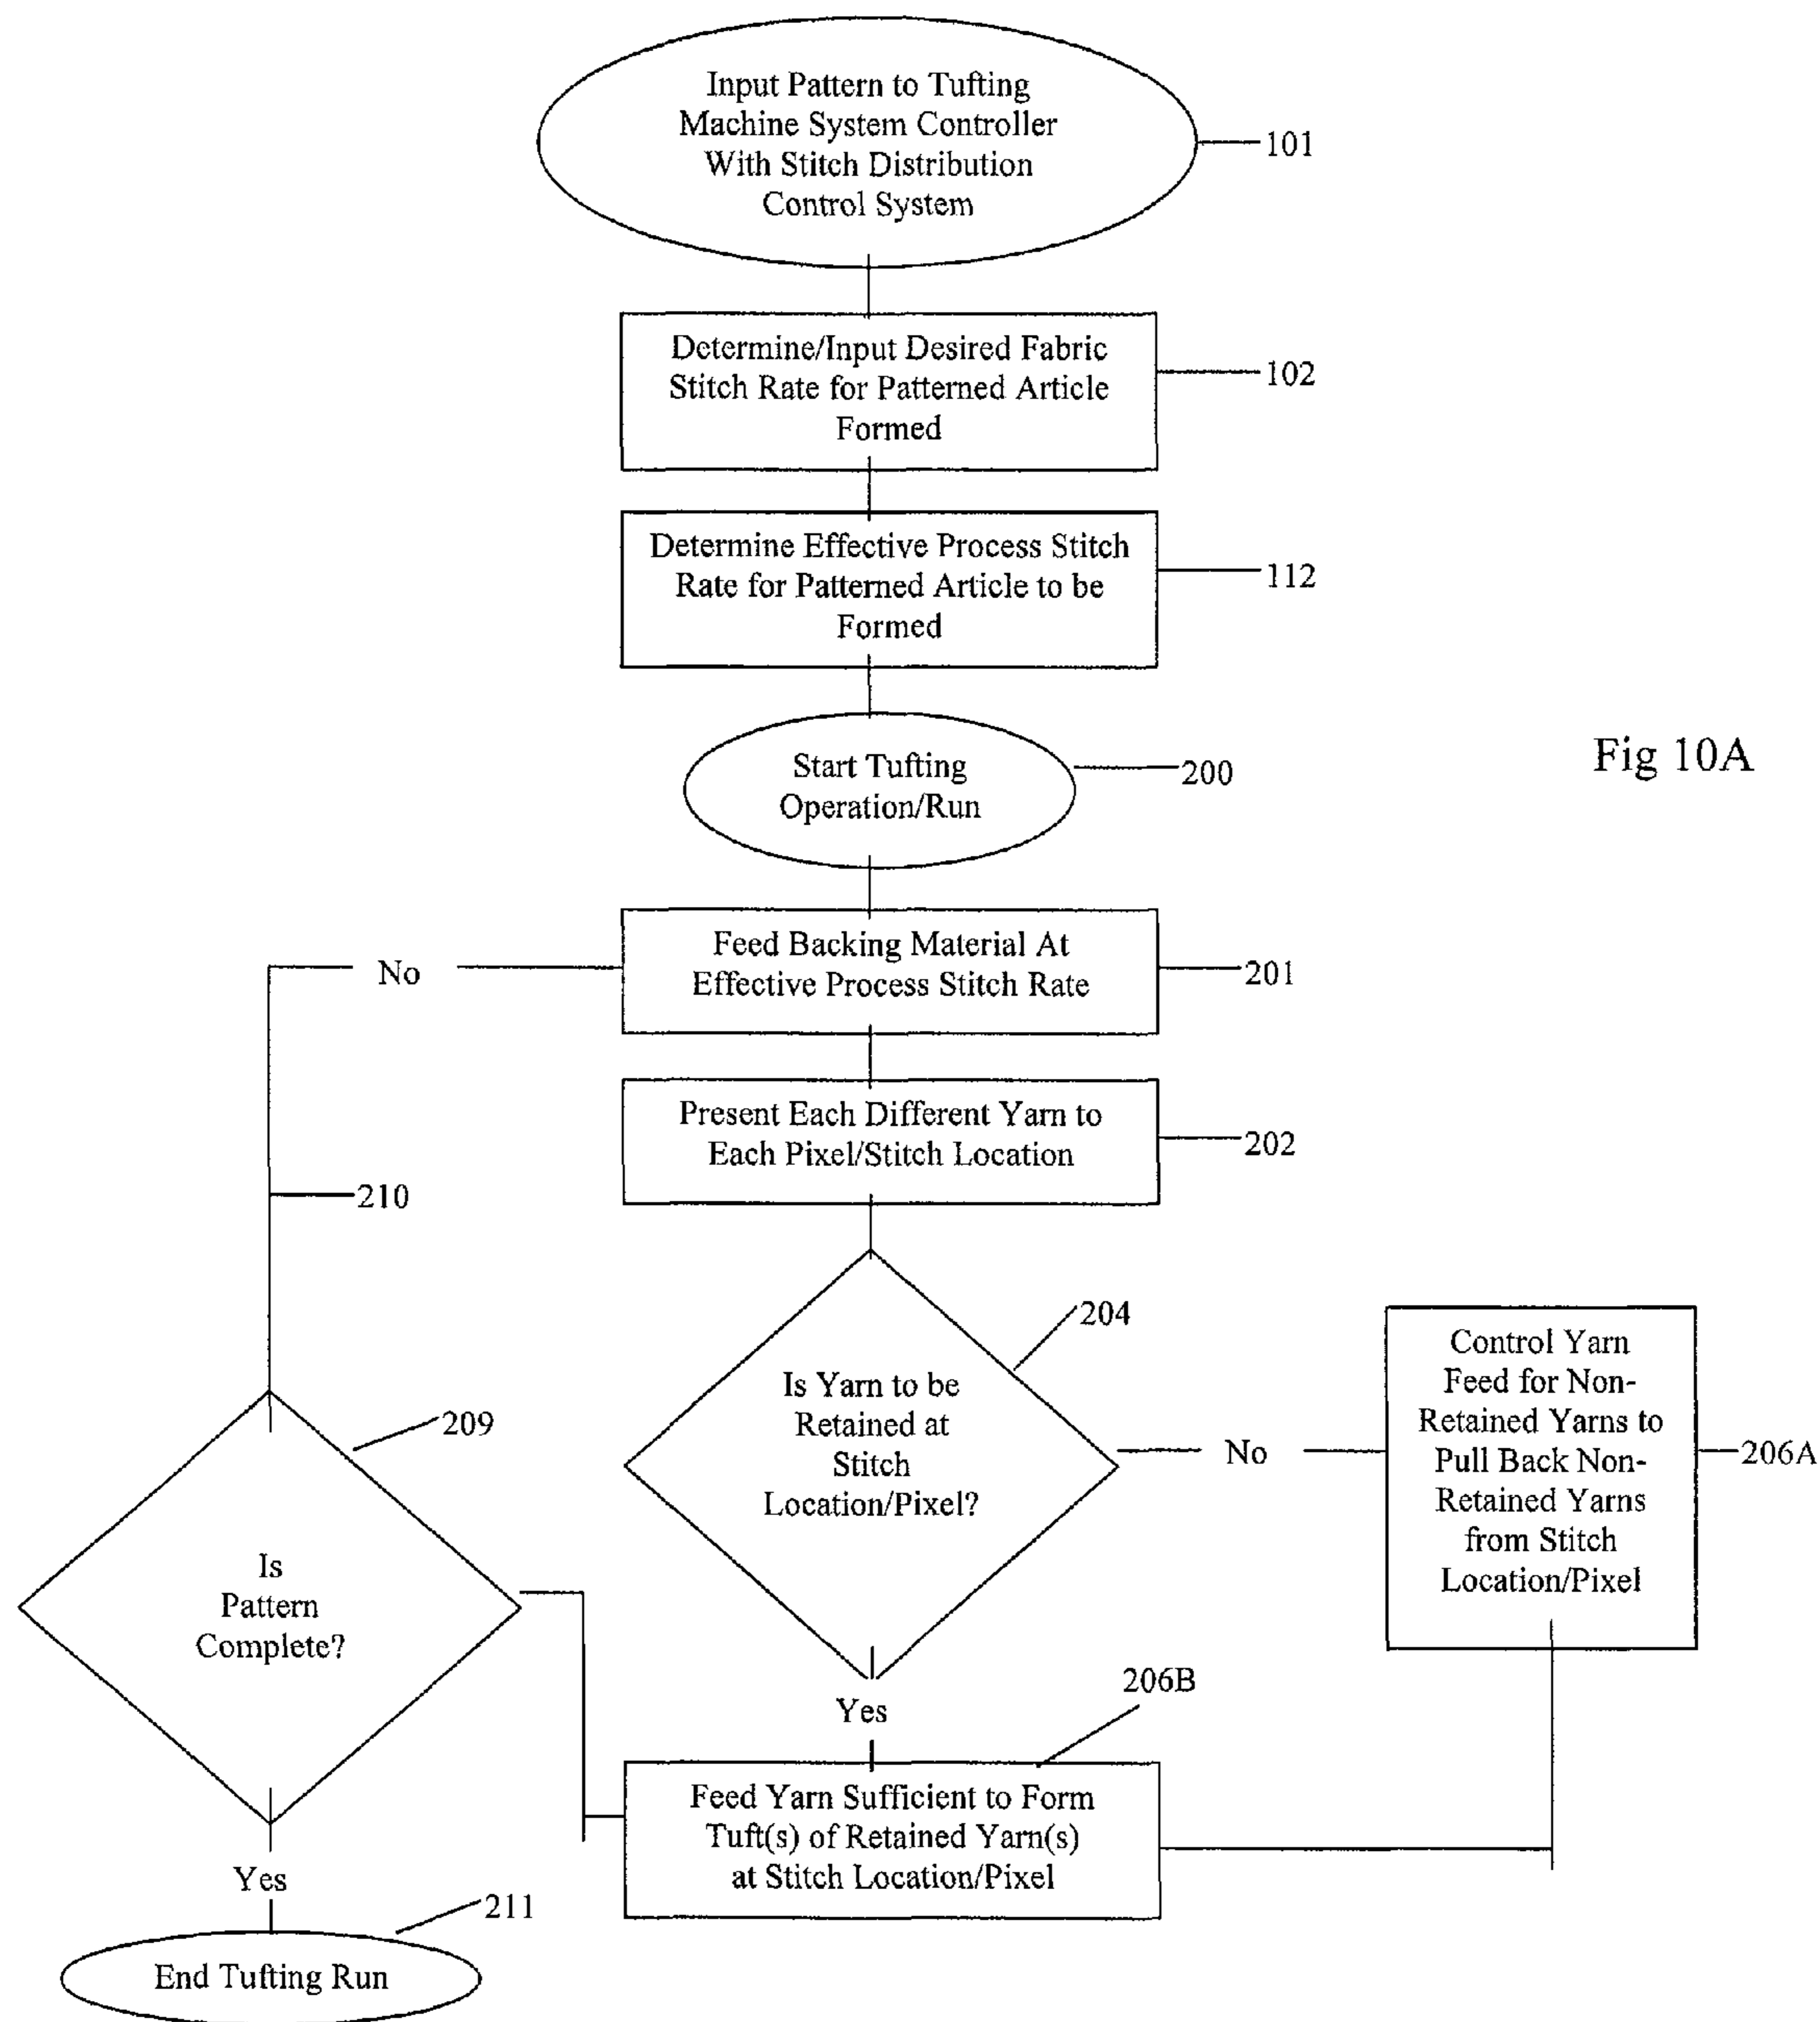 Input Pattern to Tufting
Machine System Controller
With Stitch Distribution
Control System
101
Determine/Input Desired Fabric
Stitch Rate for Patterned Article
Formed
102
Determine Effective Process Stitch
Rate for Patterned Article to be
Formed
112
Start Tufting
Operation/Run
200
Fig 10A
Feed Backing Material At
Effective Process Stitch Rate
201
No
Present Each Different Yarn to
Each Pixel/Stitch Location
202
210
Is Yarn to be
Retained at
Stitch
Location/Pixel?
204
No
Control Yarn
Feed for Non-
Retained Yarns to
Pull Back Non-
Retained Yarns
from Stitch
Location/Pixel
206A
Is
Pattern
Complete?
209
Yes
206B
Feed Yarn Sufficient to Form
Tuft(s) of Retained Yarn(s)
at Stitch Location/Pixel
Yes
211
End Tufting Run